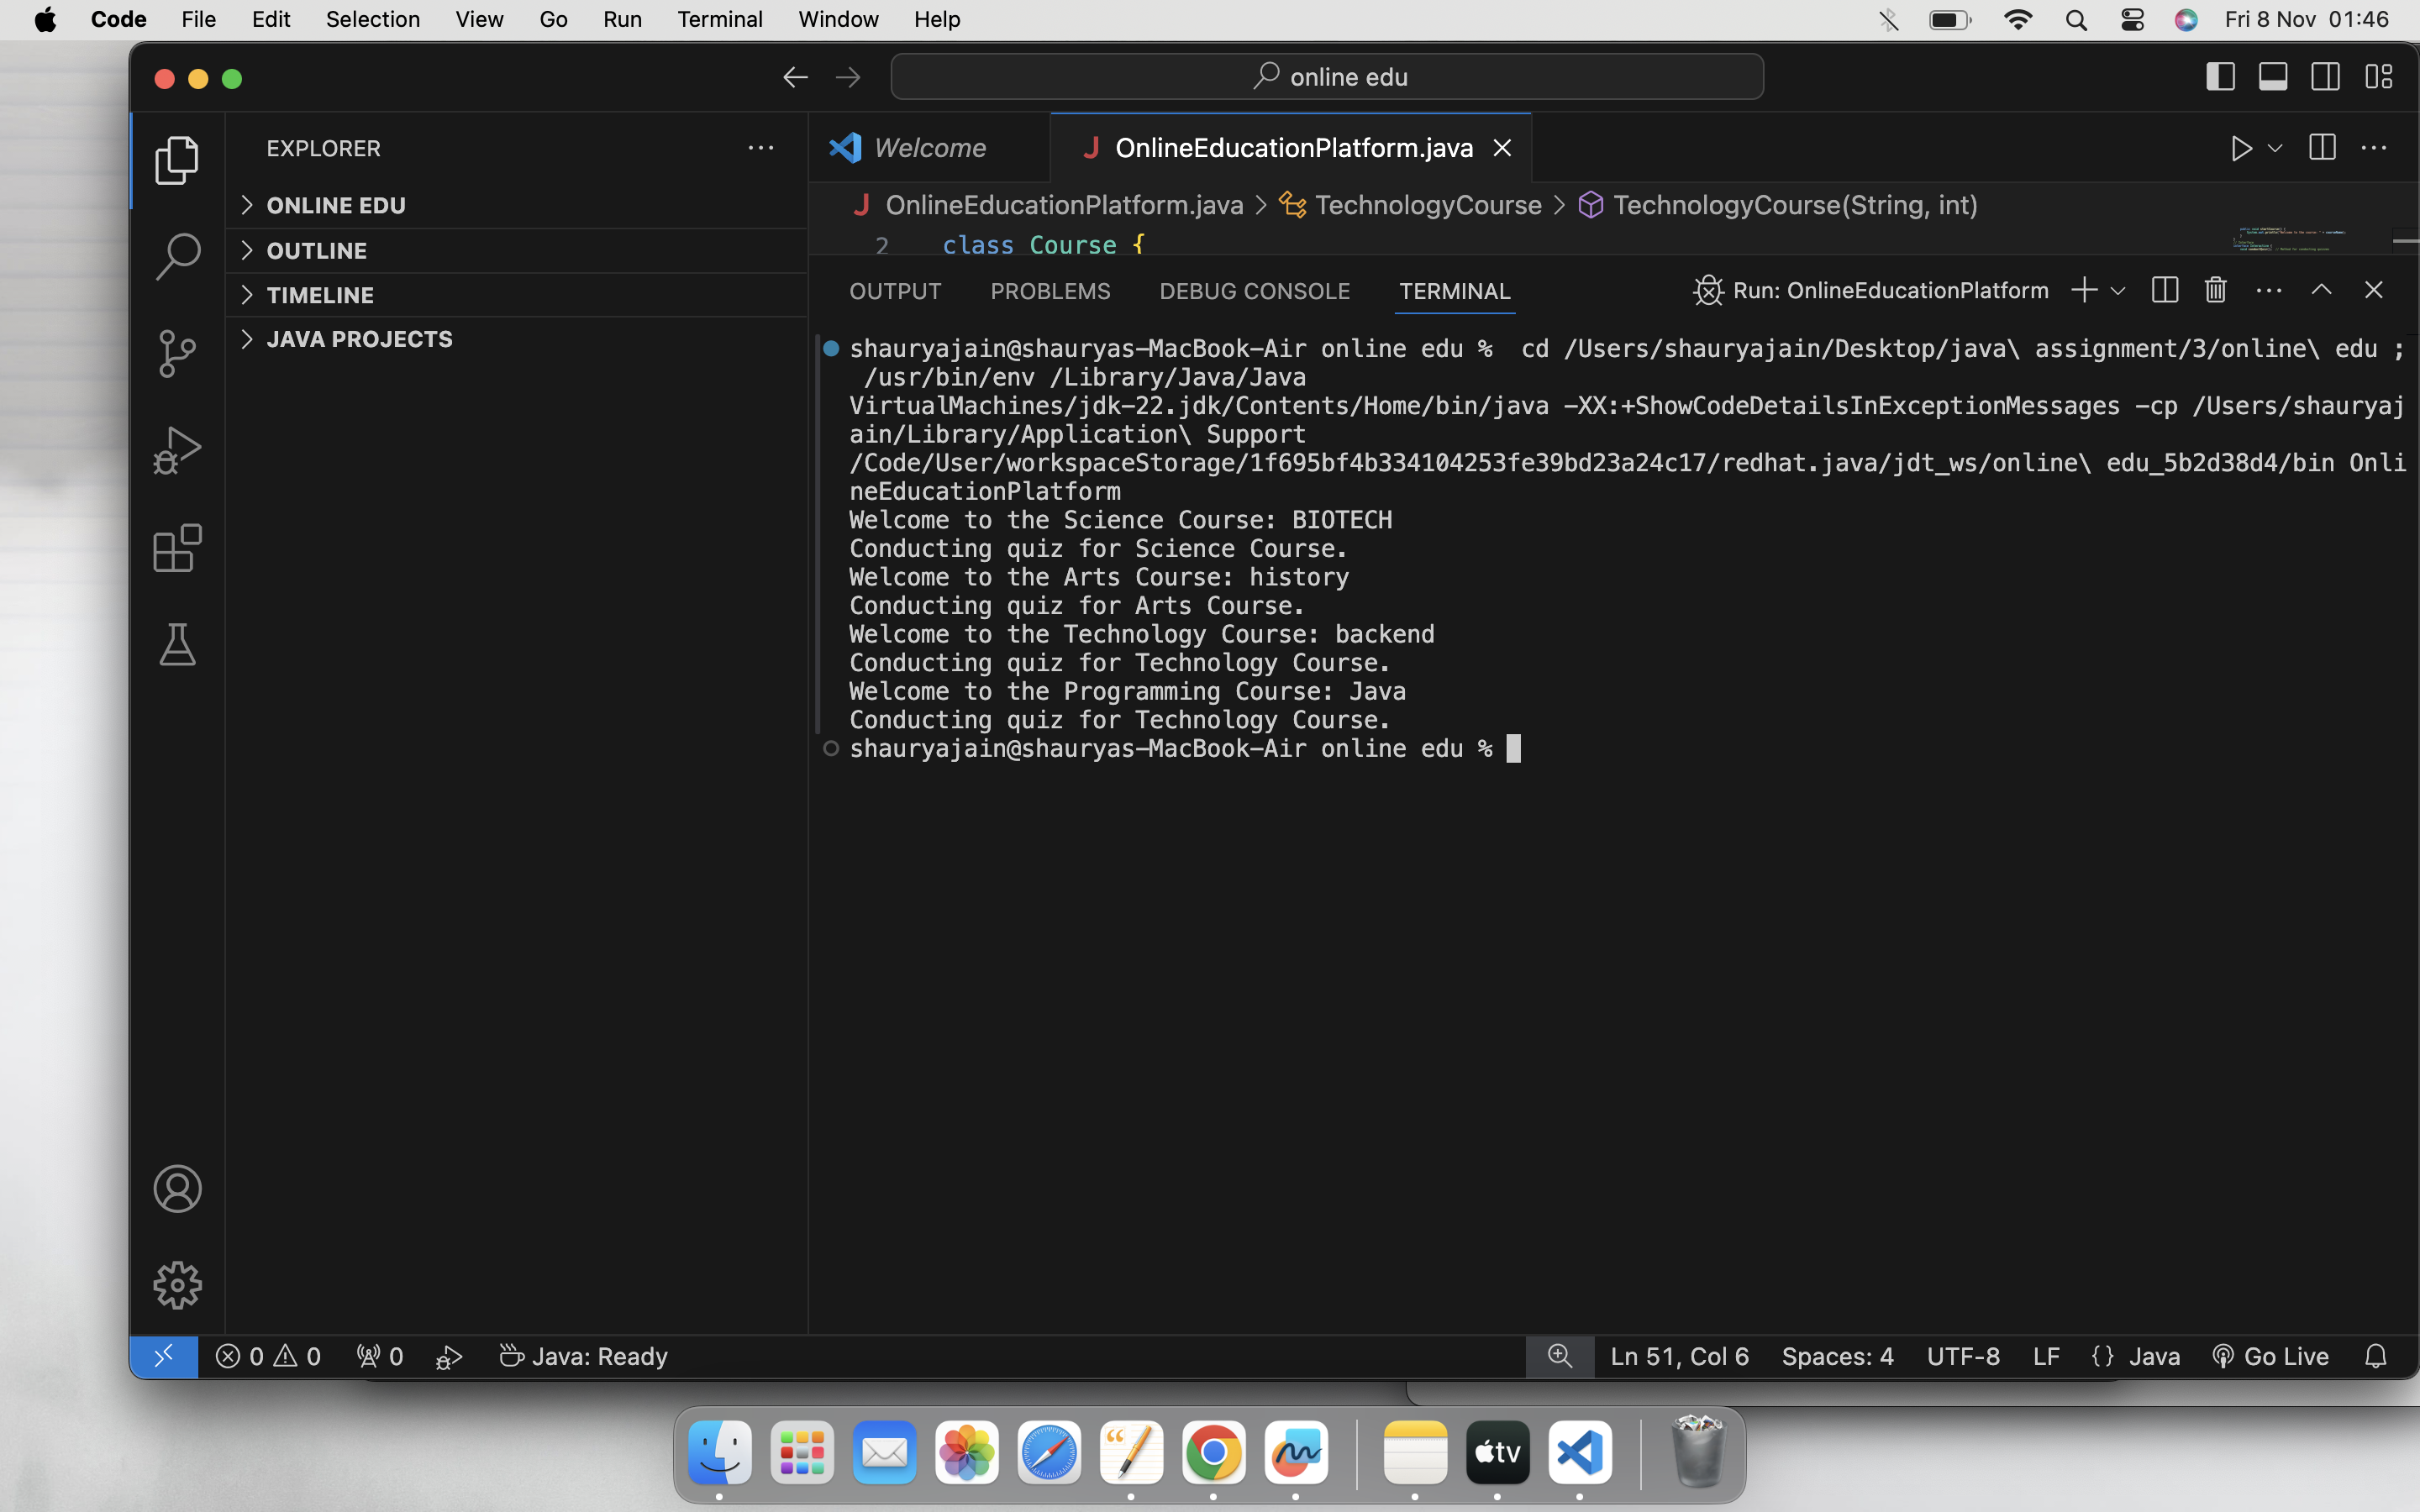 Code File Edit Selection View Go Run Terminal Window Help Fri 8 Nov 01:46
online edu
EXPLORER
ONLINE EDU
OUTLINE
TIMELINE
JAVA PROJECTS
Welcome OnlineEducationPlatform.java
OnlineEducationPlatform.java > TechnologyCourse > TechnologyCourse(String, int)
2 class Course {
OUTPUT PROBLEMS DEBUG CONSOLE TERMINAL Run: OnlineEducationPlatform
shauryajain@shauryas-MacBook-Air online edu % cd /Users/shauryajain/Desktop/java\ assignment/3/online\ edu ;
/usr/bin/env /Library/Java/Java
VirtualMachines/jdk-22.jdk/Contents/Home/bin/java -XX:+ShowCodeDetailsInExceptionMessages -cp /Users/shauryaj
ain/Library/Application\ Support
/Code/User/workspaceStorage/1f695bf4b334104253fe39bd23a24c17/redhat.java/jdt_ws/online\ edu_5b2d38d4/bin Onli
neEducationPlatform
Welcome to the Science Course: BIOTECH
Conducting quiz for Science Course.
Welcome to the Arts Course: history
Conducting quiz for Arts Course.
Welcome to the Technology Course: backend
Conducting quiz for Technology Course.
Welcome to the Programming Course: Java
Conducting quiz for Technology Course.
shauryajain@shauryas-MacBook-Air online edu %
0 0 0 Java: Ready Ln 51, Col 6 Spaces: 4 UTF-8 LF {} Java Go Live
tv